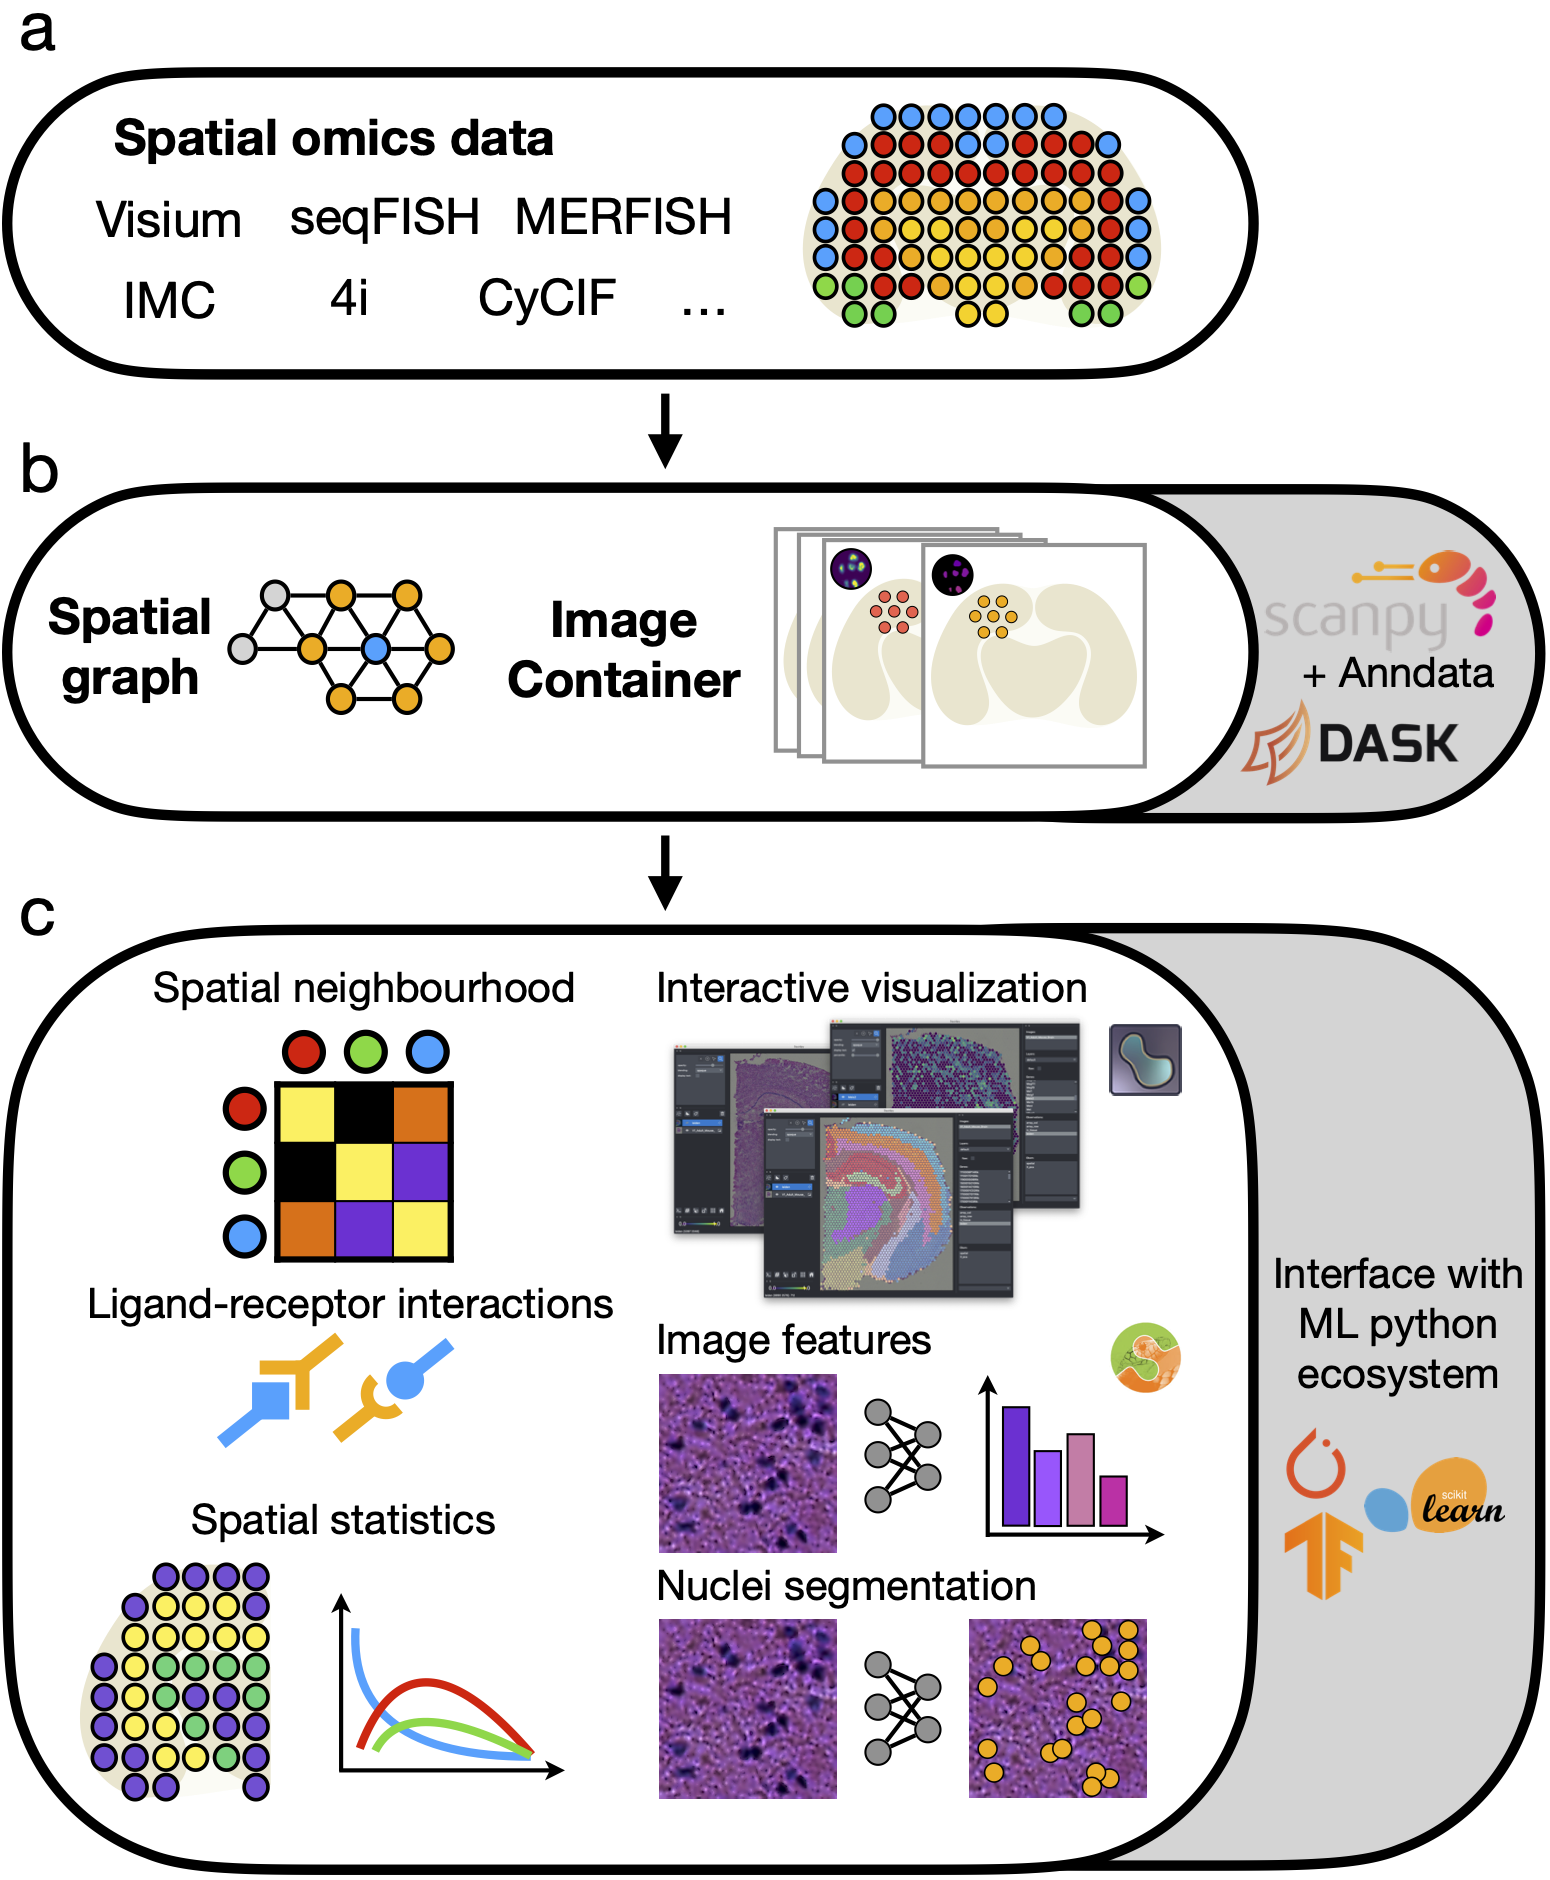 a
Spatial omics data
Visium seqFISH MERFISH
IMC 4i CyCIF ...
b
Spatial
graph
Image
Container
scanpy
+ Anndata
DASK
c
Spatial neighbourhood
Ligand-receptor interactions
Spatial statistics
Interactive visualization
Image features
Nuclei segmentation
Interface with
ML python
ecosystem
scikit
learn